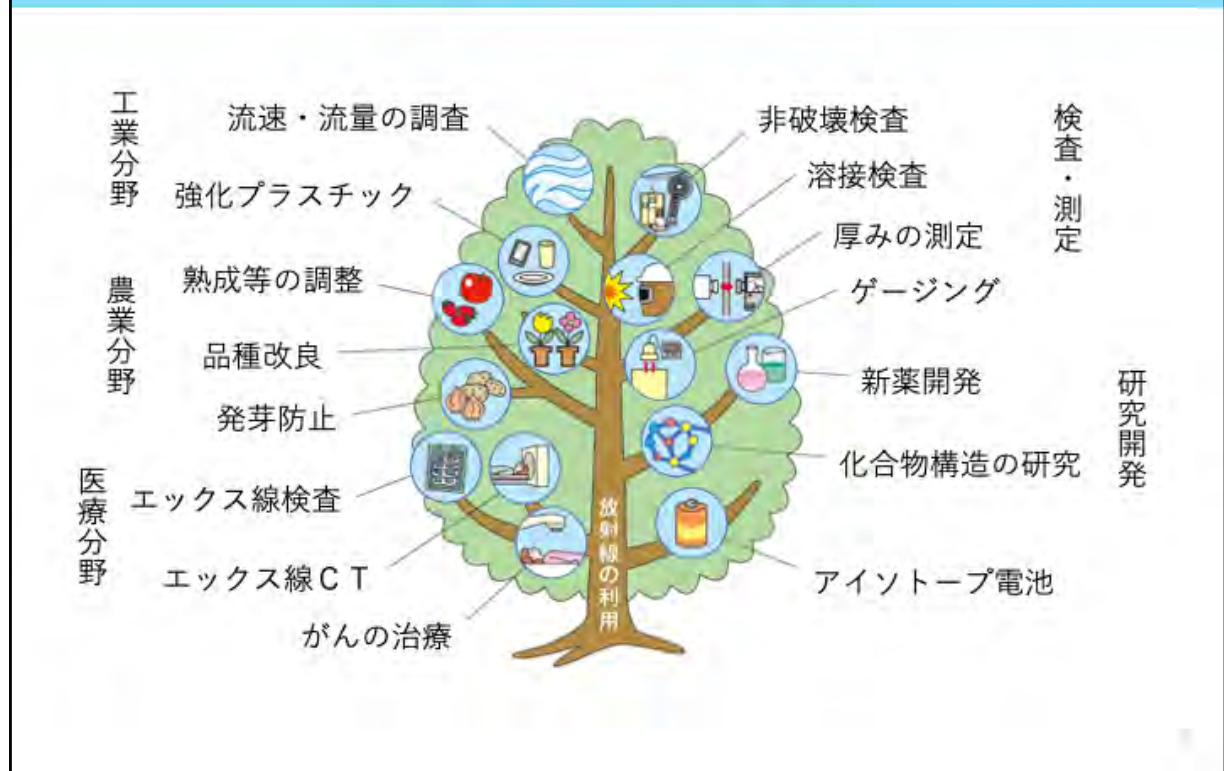 工業分野
流速・流量の調査
強化プラスチック
農業分野
熟成等の調整
品種改良
発芽防止
医療分野
エックス線検査
エックス線ＣＴ
がんの治療
放射線の利用
検査・測定
非破壊検査
溶接検査
厚みの測定
ゲージング
研究開発
新薬開発
化合物構造の研究
アイソトープ電池